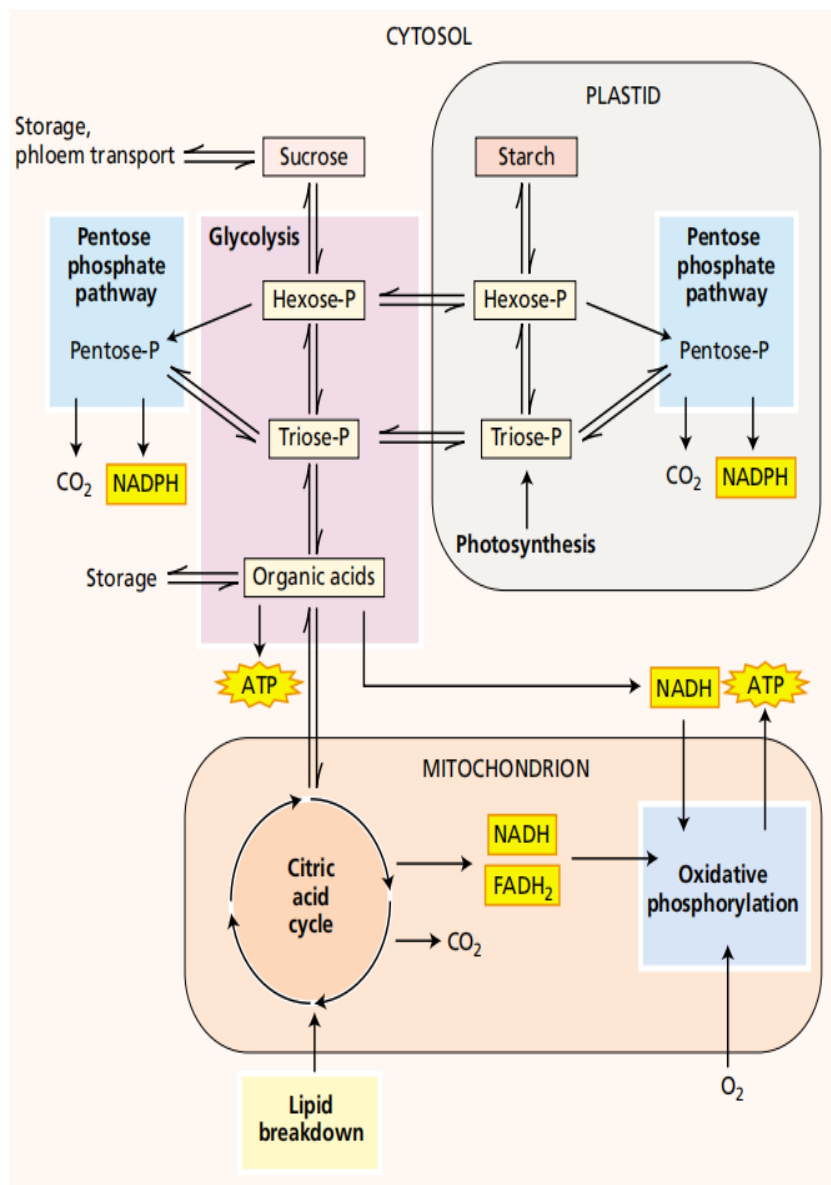 CYTOSOL
PLASTID
Storage,
phloem transport
Sucrose
Starch
Pentose
phosphate
pathway
Glycolysis
Pentose
phosphate
pathway
Hexose-P
Hexose-P
Pentose-P
Pentose-P
Triose-P
Triose-P
CO₂
NADPH
CO₂
NADPH
Photosynthesis
Storage
Organic acids
ATP
NADH
ATP
MITOCHONDRION
NADH
FADH₂
Citric
acid
cycle
Oxidative
phosphorylation
CO₂
O₂
Lipid
breakdown